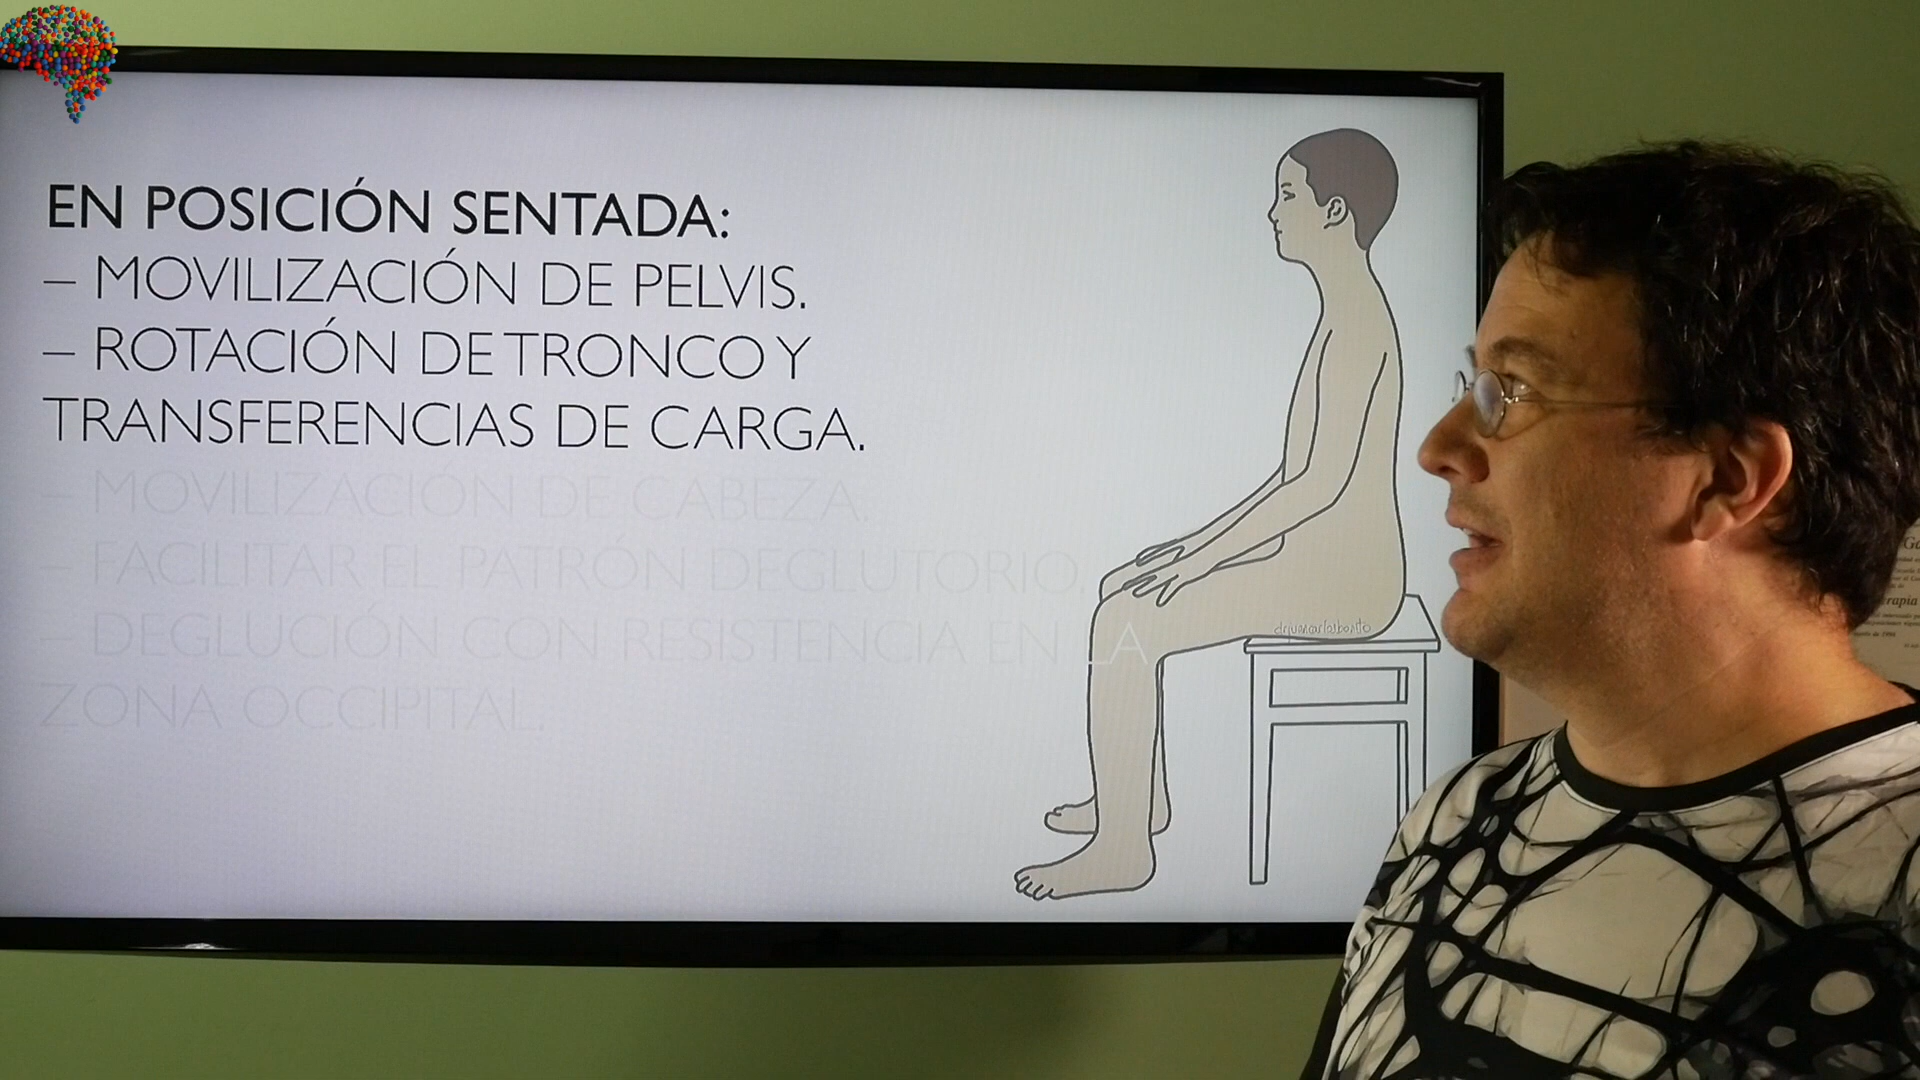 EN POSICIÓN SENTADA:
– MOVILIZACIÓN DE PELVIS.
– ROTACIÓN DE TRONCO Y
TRANSFERENCIAS DE CARGA.
– MOVILIZACIÓN DE CABEZA.
– FACILITAR EL PATRÓN DEGLUTORIO.
– DEGLUCIÓN CON RESISTENCIA EN LA
ZONA OCCIPITAL.
drjuancarlosbonito